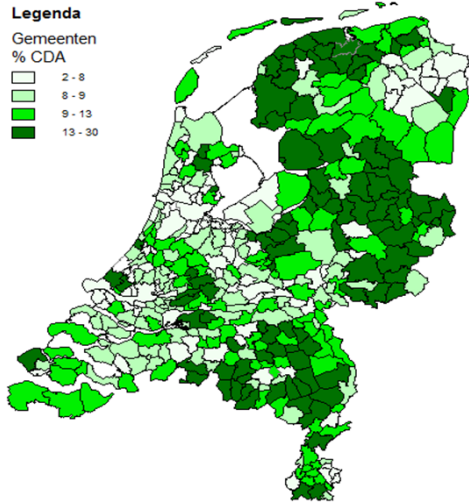 Legenda
Gemeenten
% CDA
2 - 8
8 - 9
9 - 13
13 - 30